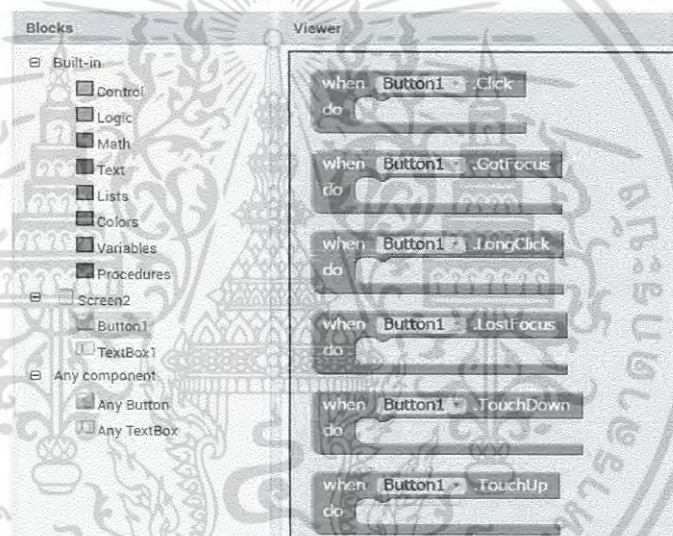 Blocks
Viewer
Built-in
Control
Logic
Math
Text
Lists
Colors
Variables
Procedures
Screen2
Button1
TextBox1
Any component
Any Button
Any TextBox
when Button1 .Click
do
when Button1 .GotFocus
do
when Button1 .LongClick
do
when Button1 .LostFocus
do
when Button1 .TouchDown
do
when Button1 .TouchUp
do